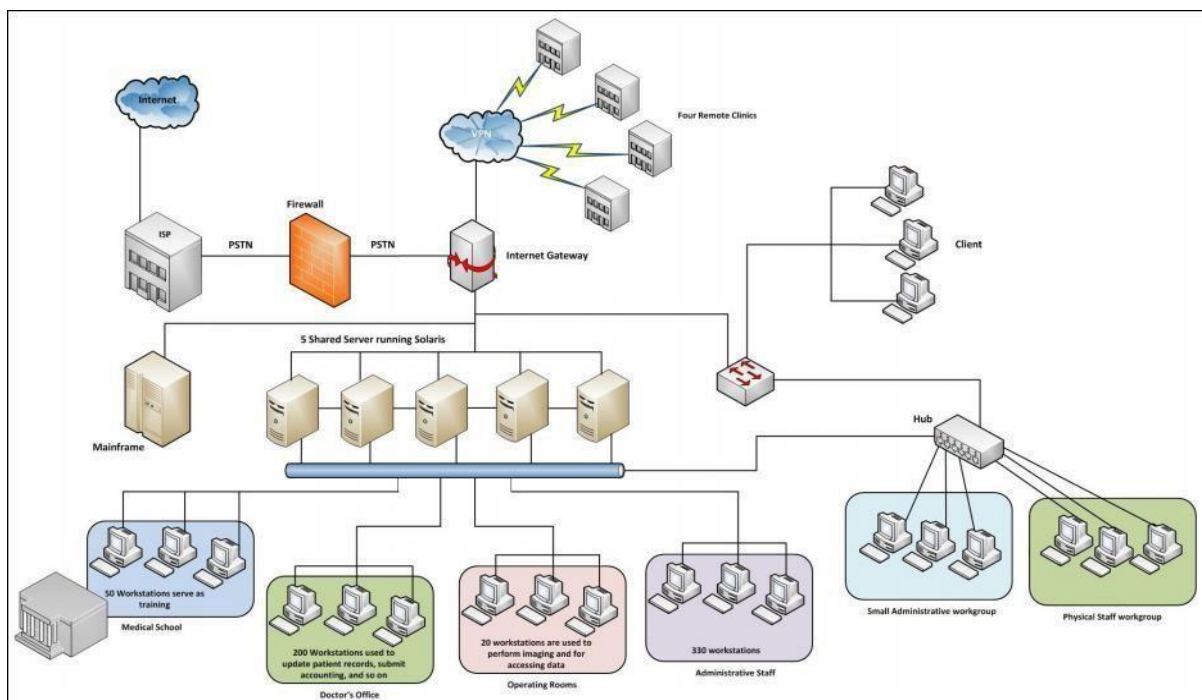 Internet
VPN
Four Remote Clinics
Firewall
ISP
PSTN
PSTN
Internet Gateway
Client
5 Shared Server running Solaris
Mainframe
Hub
50 Workstations serve as
training
Medical School
200 Workstations used to
update patient records, submit
accounting, and so on
Doctor's Office
20 workstations are used to
perform imaging and for
accessing data
Operating Rooms
330 workstations
Administrative Staff
Small Administrative workgroup
Physical Staff workgroup